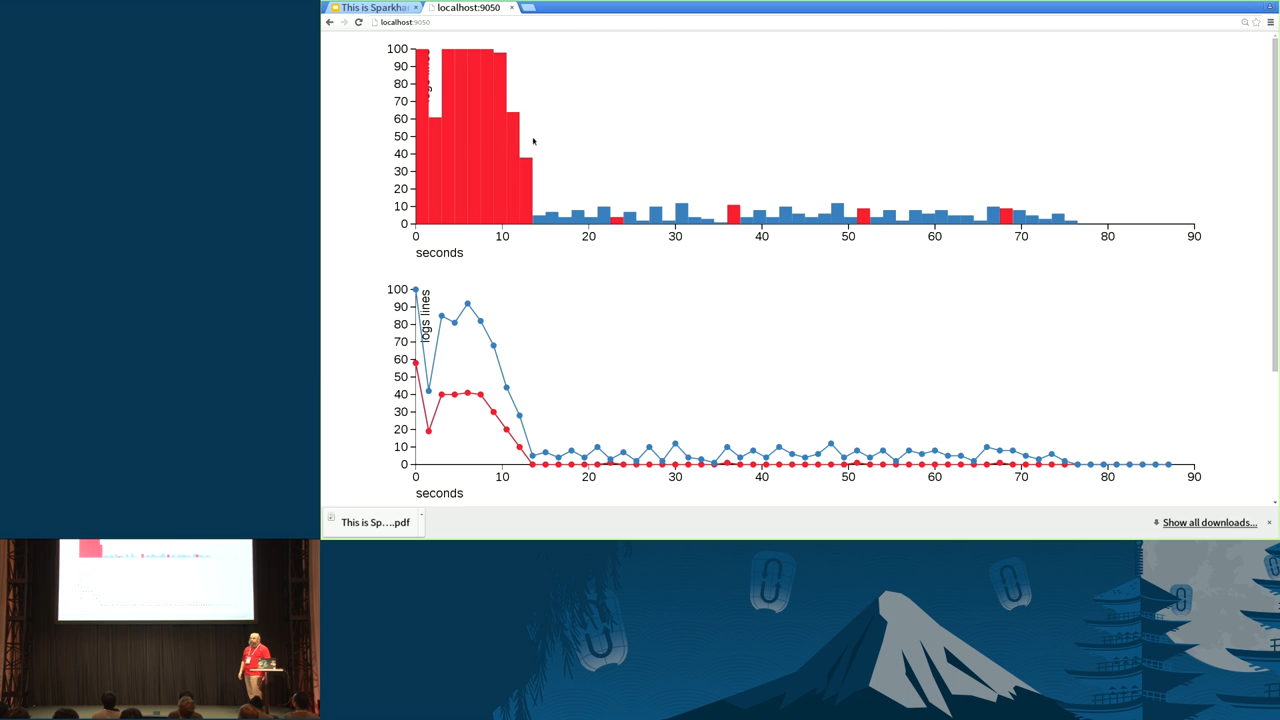 This is Sparkhar
localhost:9050
localhost:9050
100
90
80
70
60
50
40
30
20
10
0
0 10 20 30 40 50 60 70 80 90
seconds
100
90
80
70
60
50
40
30
20
10
0
logs lines
0 10 20 30 40 50 60 70 80 90
seconds
This is Sp....pdf
Show all downloads...